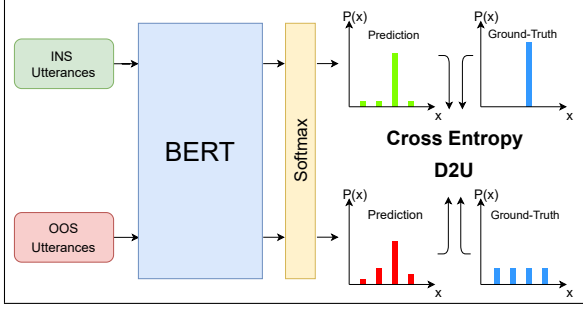 INS
Utterances
OOS
Utterances
BERT
Softmax
P(x)
Prediction
x
P(x)
Ground-Truth
x
Cross Entropy
D2U
P(x)
Prediction
x
P(x)
Ground-Truth
x